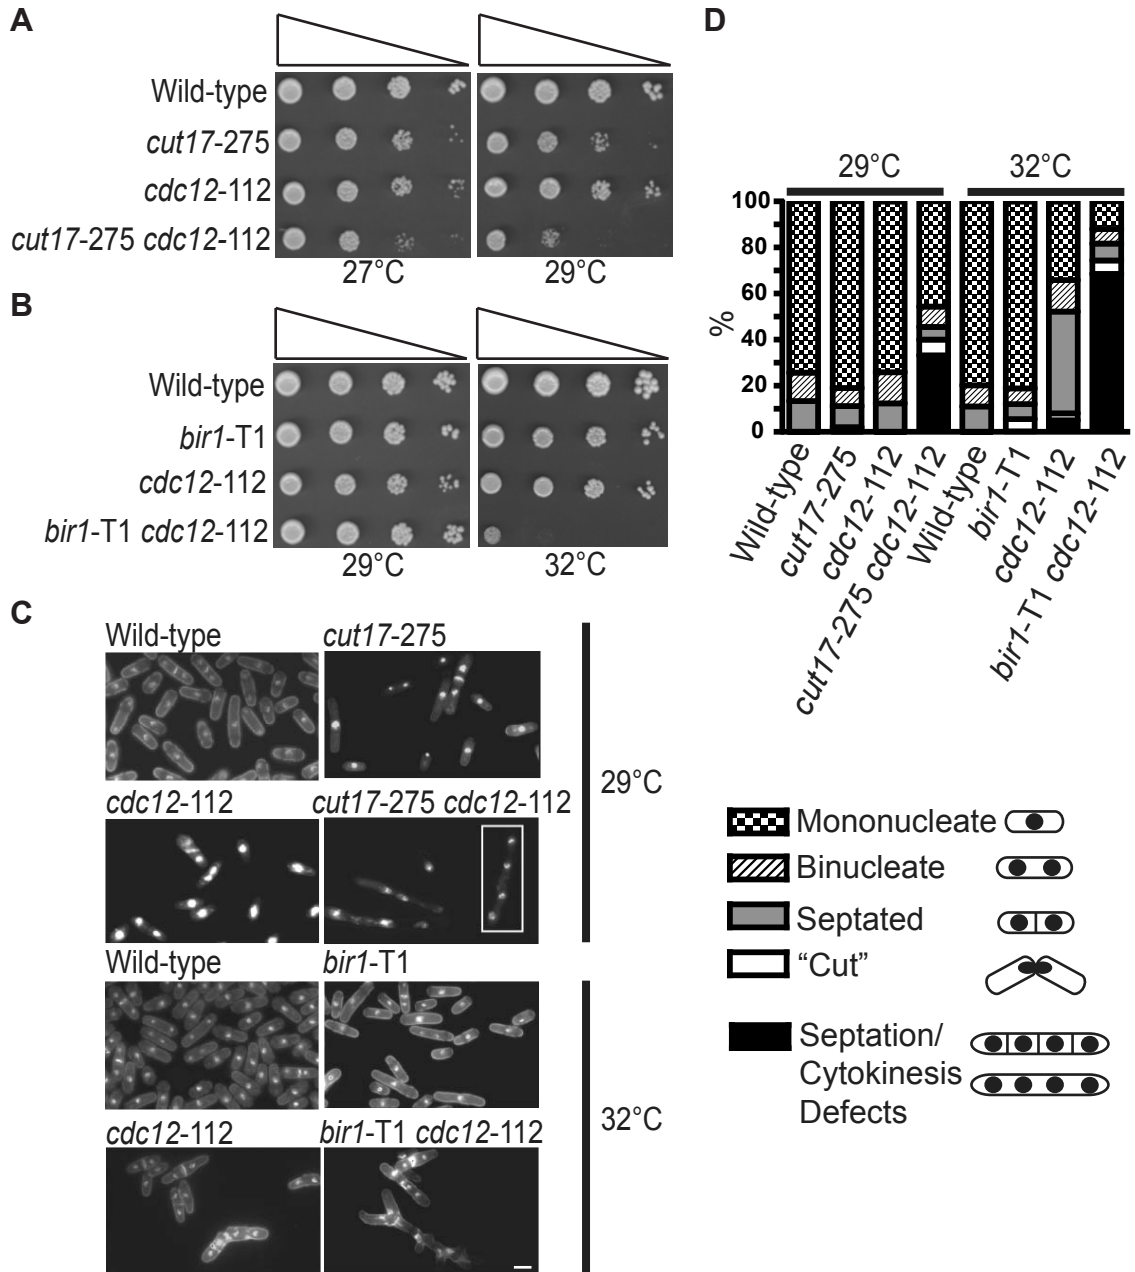 A
Wild-type
cut17-275
cdc12-112
cut17-275 cdc12-112
27°C
29°C
B
Wild-type
bir1-T1
cdc12-112
bir1-T1 cdc12-112
29°C
32°C
C
Wild-type
cut17-275
cdc12-112
cut17-275 cdc12-112
29°C
Wild-type
bir1-T1
cdc12-112
bir1-T1 cdc12-112
32°C
D
29°C
32°C
100
80
60
40
20
0
%
Wild-type
cut17-275
cdc12-112
cut17-275 cdc12-112
Wild-type
bir1-T1
cdc12-112
bir1-T1 cdc12-112
Mononucleate
Binucleate
Septated
“Cut”
Septation/
Cytokinesis
Defects